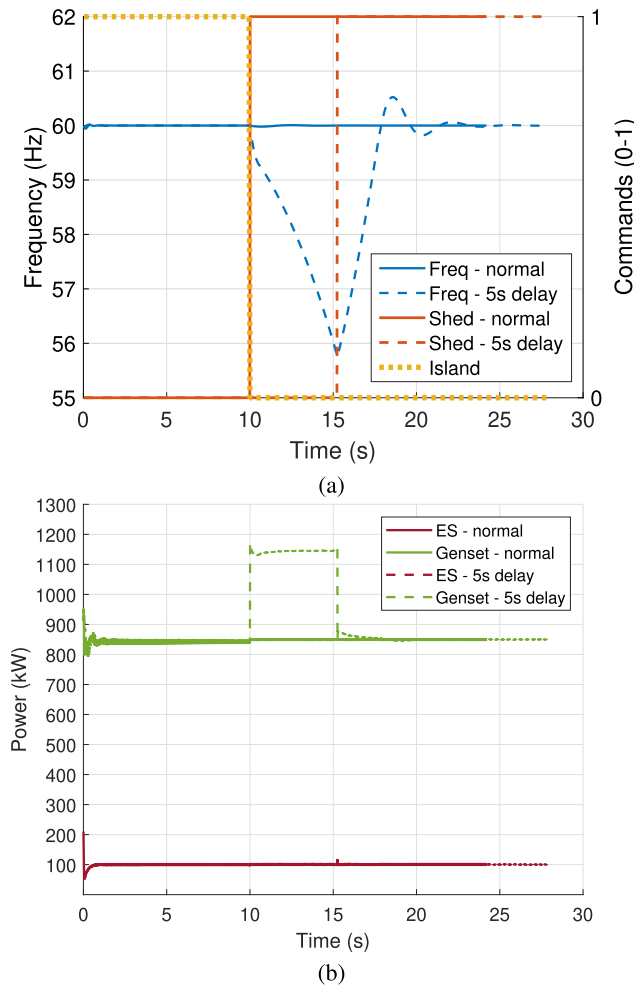 62
61
60
59
58
57
56
55
Frequency (Hz)
1
0
Commands (0-1)
Freq - normal
Freq - 5s delay
Shed - normal
Shed - 5s delay
Island
0 5 10 15 20 25 30
Time (s)
(a)
1300
1200
1100
1000
900
800
700
600
500
400
300
200
100
Power (kW)
ES - normal
Genset - normal
ES - 5s delay
Genset - 5s delay
0 5 10 15 20 25 30
Time (s)
(b)